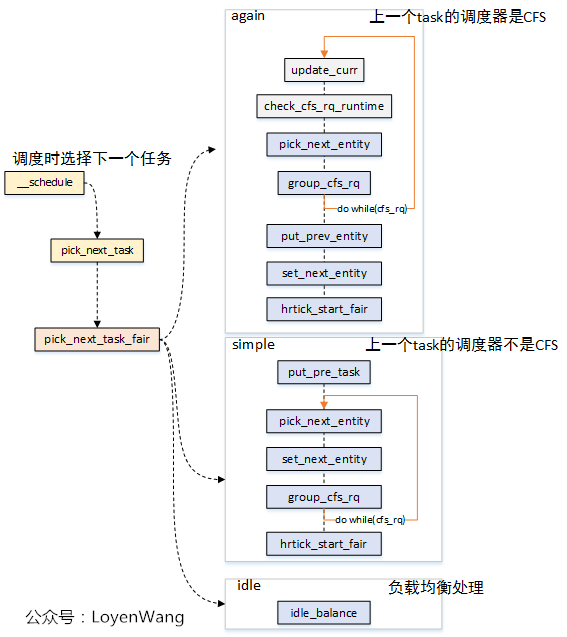 again
上一个task的调度器是CFS
update_curr
check_cfs_rq_runtime
pick_next_entity
group_cfs_rq
do while(cfs_rq)
put_prev_entity
set_next_entity
hrtick_start_fair
调度时选择下一个任务
__schedule
pick_next_task
pick_next_task_fair
simple
上一个task的调度器不是CFS
put_pre_task
pick_next_entity
set_next_entity
group_cfs_rq
do while(cfs_rq)
hrtick_start_fair
idle
负载均衡处理
idle_balance
公众号：LoyenWang